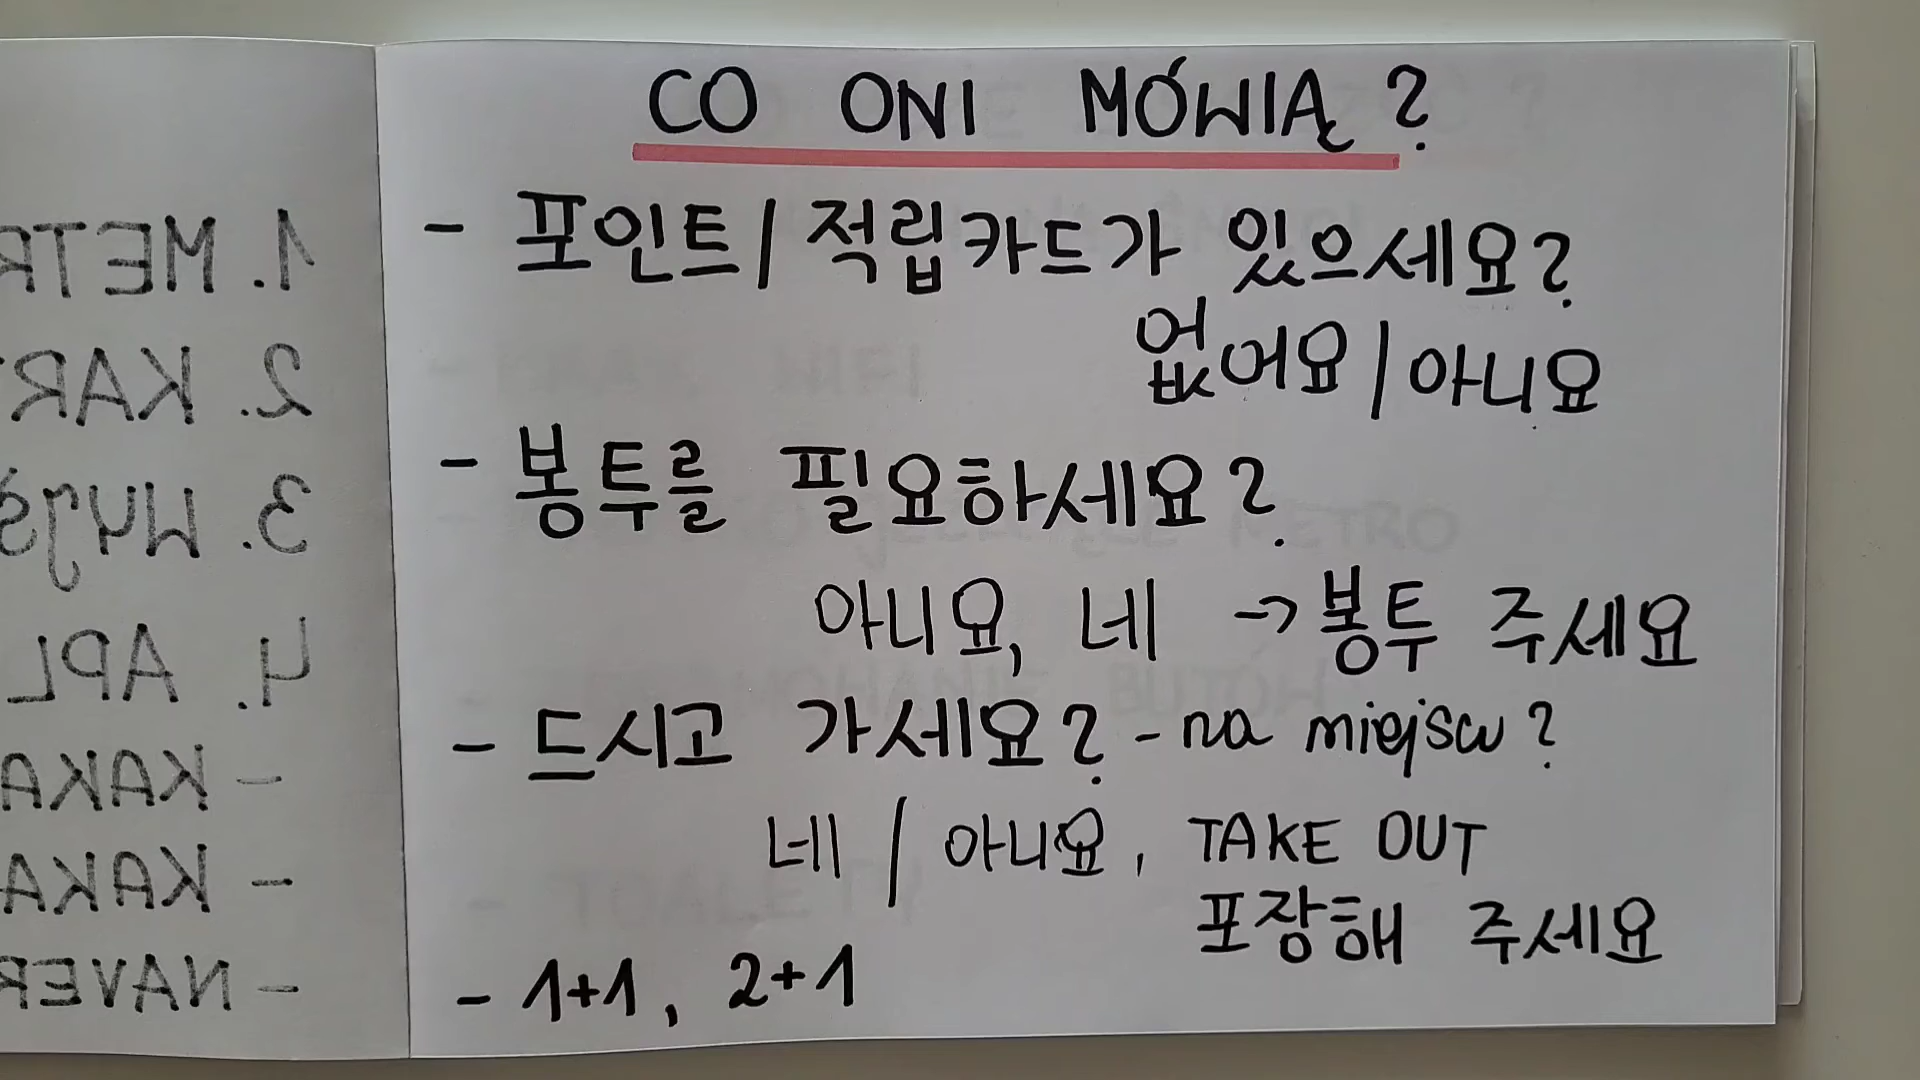 CO ONI MÓWIĄ?
- 포인트/적립카드가 있으세요?
없어요/아니요
- 봉투를 필요하세요?
아니요, 네 → 봉투 주세요
- 드시고 가세요? - na miejscu?
네 / 아니요, TAKE OUT
포장해 주세요
- 1+1, 2+1
1. METR
2. KAR
3. Wyjś
4. APL
- KAKA
- KAKA
- NAVER